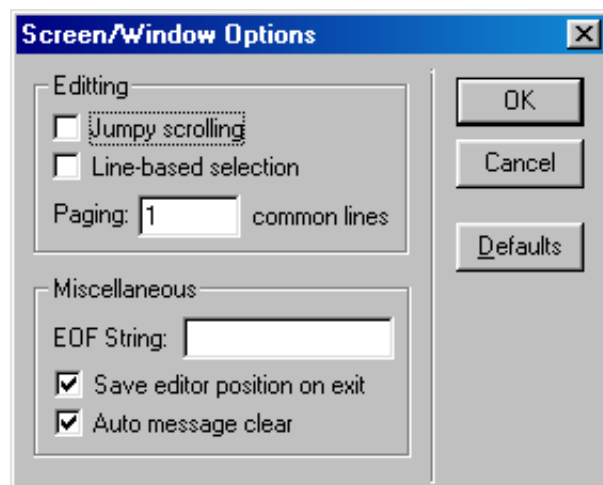 Screen/Window Options
Editting
Jumpy scrolling
Line-based selection
Paging: 1 common lines
Miscellaneous
EOF String:
Save editor position on exit
Auto message clear
OK
Cancel
Defaults